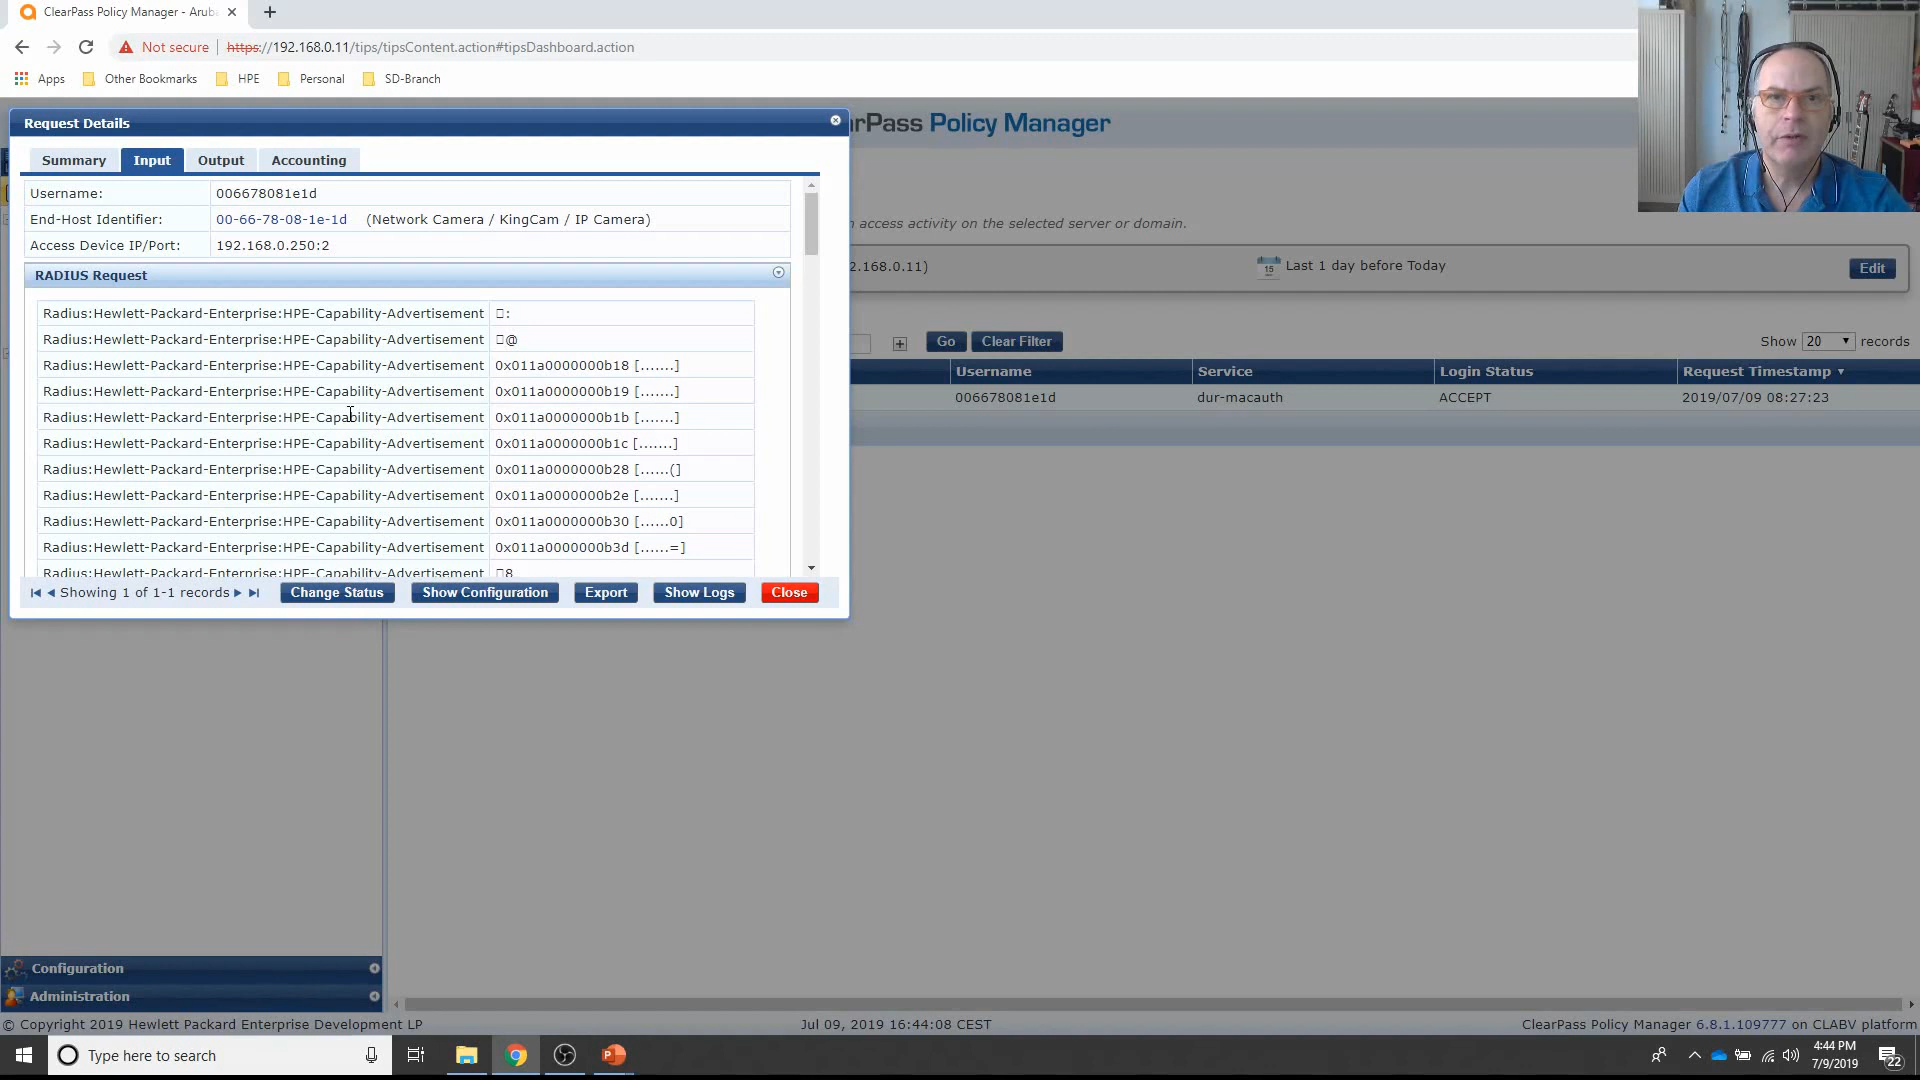 ClearPass Policy Manager - Arub
Not secure https://192.168.0.11/tips/tipsContent.action#tipsDashboard.action
Apps Other Bookmarks HPE Personal SD-Branch
Request Details
Summary Input Output Accounting
Username: 006678081e1d
End-Host Identifier: 00-66-78-08-1e-1d (Network Camera / KingCam / IP Camera)
Access Device IP/Port: 192.168.0.250:2
RADIUS Request
Radius:Hewlett-Packard-Enterprise:HPE-Capability-Advertisement □:
Radius:Hewlett-Packard-Enterprise:HPE-Capability-Advertisement □@
Radius:Hewlett-Packard-Enterprise:HPE-Capability-Advertisement 0x011a0000000b18 [.......]
Radius:Hewlett-Packard-Enterprise:HPE-Capability-Advertisement 0x011a0000000b19 [.......]
Radius:Hewlett-Packard-Enterprise:HPE-Capability-Advertisement 0x011a0000000b1b [.......]
Radius:Hewlett-Packard-Enterprise:HPE-Capability-Advertisement 0x011a0000000b1c [.......]
Radius:Hewlett-Packard-Enterprise:HPE-Capability-Advertisement 0x011a0000000b28 [......(]
Radius:Hewlett-Packard-Enterprise:HPE-Capability-Advertisement 0x011a0000000b2e [.......]
Radius:Hewlett-Packard-Enterprise:HPE-Capability-Advertisement 0x011a0000000b30 [......0]
Radius:Hewlett-Packard-Enterprise:HPE-Capability-Advertisement 0x011a0000000b3d [......=]
Radius:Hewlett-Packard-Enterprise:HPE-Capability-Advertisement □8
Showing 1 of 1-1 records Change Status Show Configuration Export Show Logs Close
arPass Policy Manager
access activity on the selected server or domain.
2.168.0.11) 15 Last 1 day before Today Edit
Go Clear Filter Show 20 records
Username Service Login Status Request Timestamp
006678081e1d dur-macauth ACCEPT 2019/07/09 08:27:23
Configuration
Administration
© Copyright 2019 Hewlett Packard Enterprise Development LP Jul 09, 2019 16:44:08 CEST ClearPass Policy Manager 6.8.1.109777 on CLABV platform
Type here to search 4:44 PM
7/9/2019 22